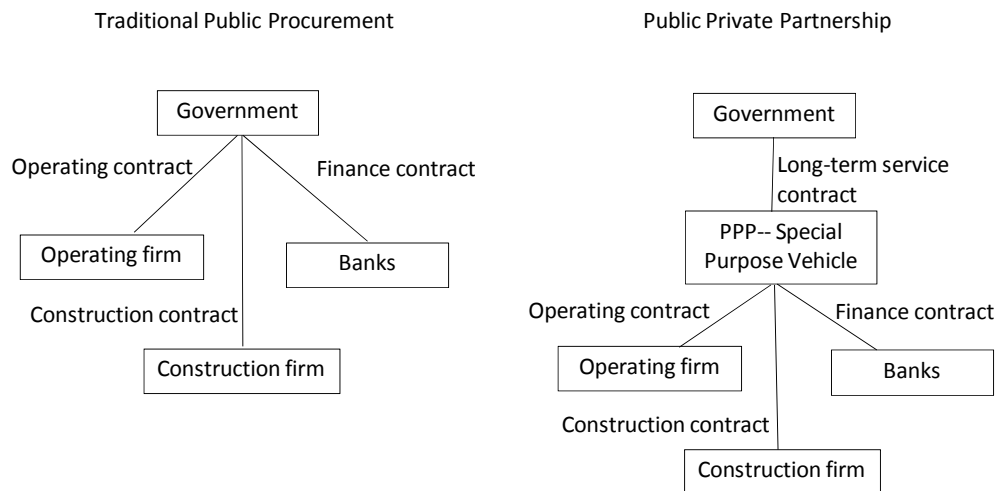 Traditional Public Procurement
Government
Operating contract
Finance contract
Operating firm
Banks
Construction contract
Construction firm
Public Private Partnership
Government
Long-term service
contract
PPP-- Special
Purpose Vehicle
Operating contract
Finance contract
Operating firm
Banks
Construction contract
Construction firm